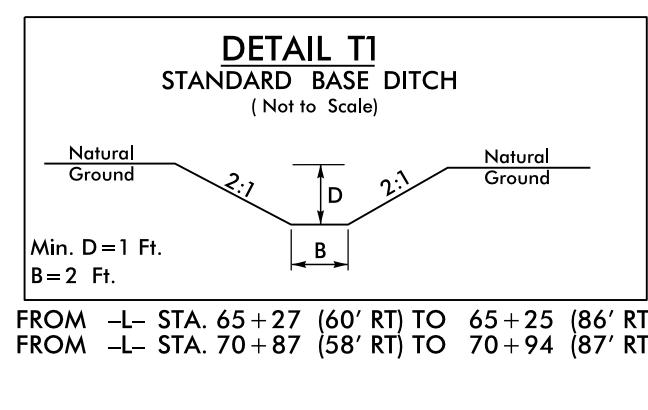 DETAIL T1
STANDARD BASE DITCH
( Not to Scale)
Natural
Ground
2:1
D
2:1
Natural
Ground
B
Min. D=1 Ft.
B=2 Ft.
FROM -L- STA. 65+27 (60' RT) TO 65+25 (86' RT
FROM -L- STA. 70+87 (58' RT) TO 70+94 (87' RT